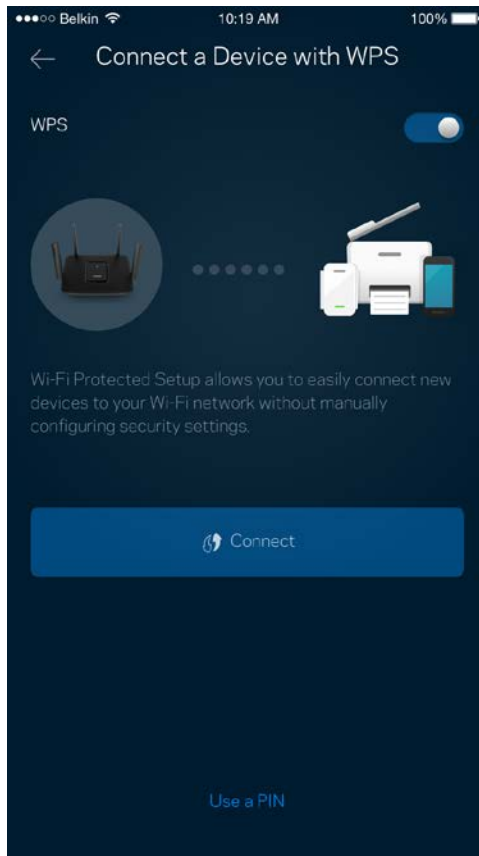 ●●●○○ Belkin 10:19 AM 100%
Connect a Device with WPS
WPS
Wi-Fi Protected Setup allows you to easily connect new
devices to your Wi-Fi network without manually
configuring security settings.
Connect
Use a PIN